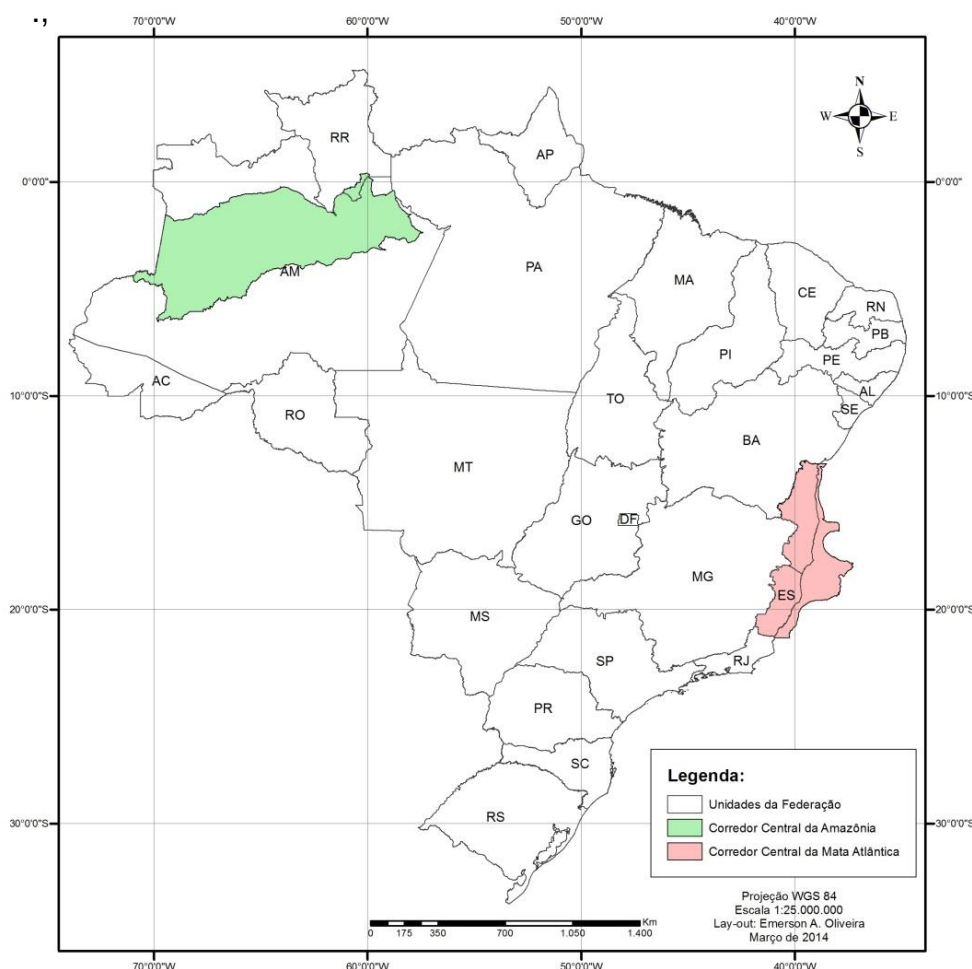 .,
70°0'0"W 60°0'0"W 50°0'0"W 40°0'0"W
N
W E
S
RR
AP
0°0'0" 0°0'0"
AM
PA
MA
CE
RN
PB
PI
PE
AC
AL
TO
SE
10°0'0"S 10°0'0"S
RO
BA
MT
GO
DF
MG
ES
MS
20°0'0"S 20°0'0"S
SP
RJ
PR
SC
RS
Legenda:
Unidades da Federação
Corredor Central da Amazônia
Corredor Central da Mata Atlântica
30°0'0"S 30°0'0"S
Projeção WGS 84
Escala 1:25.000.000
Lay-out: Emerson A. Oliveira
Março de 2014
Km
0 175 350 700 1.050 1.400
70°0'0"W 60°0'0"W 50°0'0"W 40°0'0"W